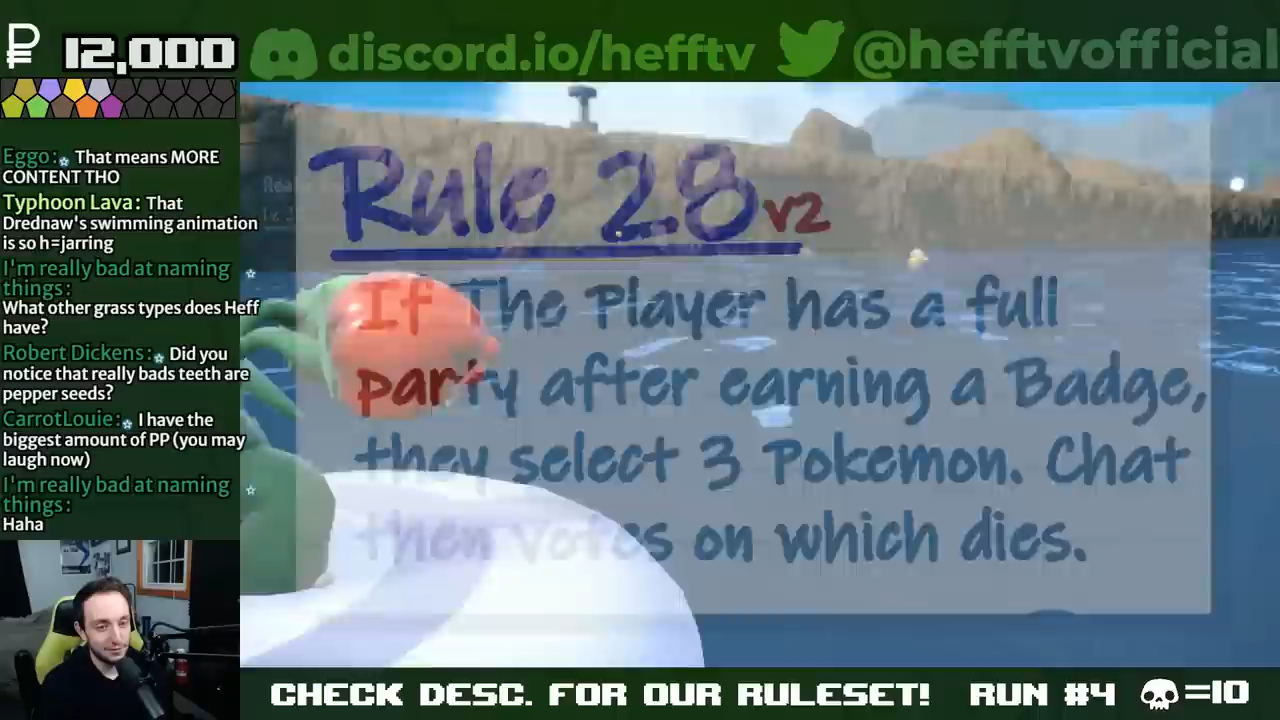 ₽ 12,000
discord.io/hefftv
@hefftvofficial
Eggo: That means MORE
CONTENT THO
Typhoon Lava: That
Drednaw's swimming animation
is so h=jarring
I'm really bad at naming
things:
What other grass types does Heff
have?
Robert Dickens: Did you
notice that really bads teeth are
pepper seeds?
CarrotLouie: I have the
biggest amount of PP (you may
laugh now)
I'm really bad at naming
things:
Haha
Rule 28 v2
If The Player has a full
party after earning a Badge,
they select 3 Pokemon. Chat
then votes on which dies.
CHECK DESC. FOR OUR RULESET! RUN #4 =10